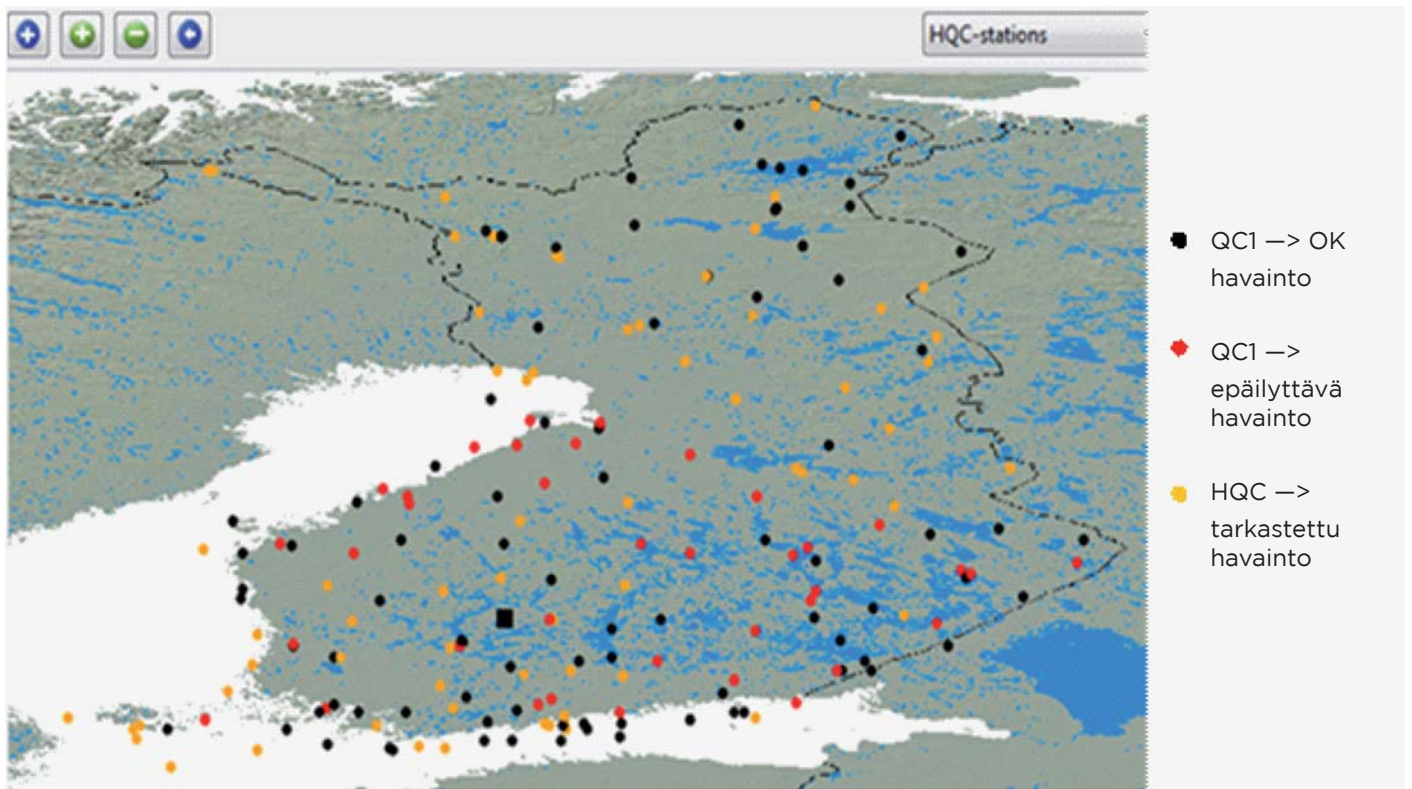 HQC-stations
QC1 —> OK
havainto
QC1 —>
epäilyttävä
havainto
HQC —>
tarkastettu
havainto